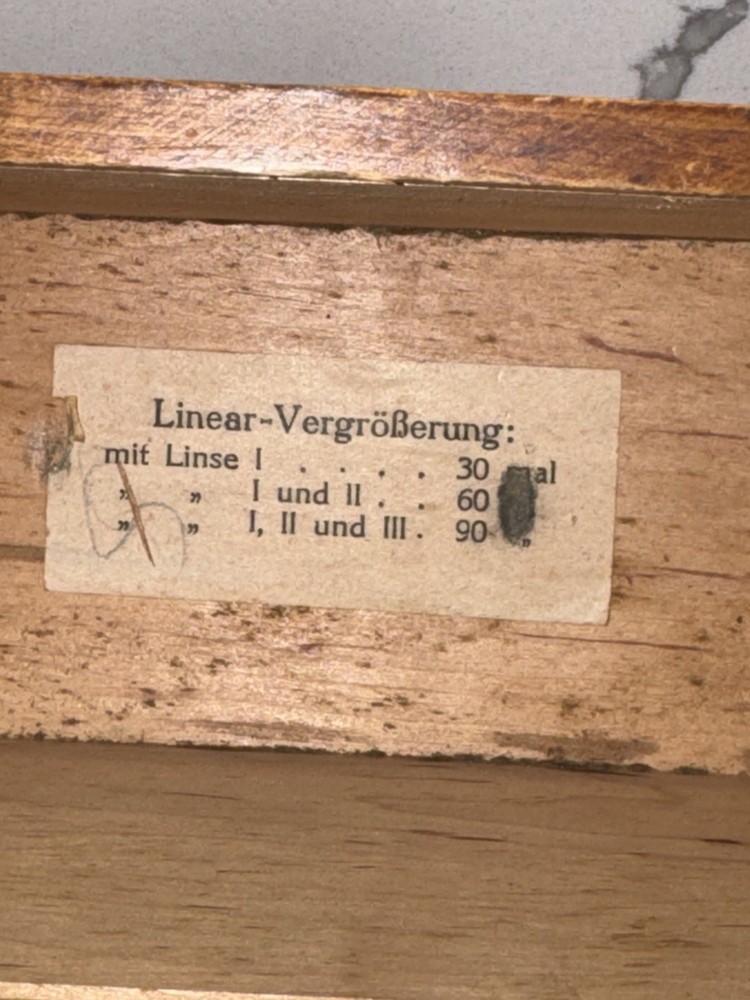 Linear-Vergrößerung:
mit Linse I . . . . 30 mal
„ „ I und II . . 60
„ „ I, II und III . 90 „